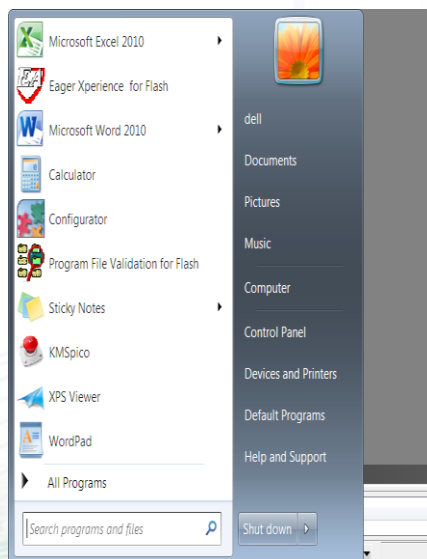 Microsoft Excel 2010
Eager Xperience for Flash
Microsoft Word 2010
Calculator
Configurator
Program File Validation for Flash
Sticky Notes
KMSpico
XPS Viewer
WordPad
All Programs
Search programs and files
dell
Documents
Pictures
Music
Computer
Control Panel
Devices and Printers
Default Programs
Help and Support
Shut down